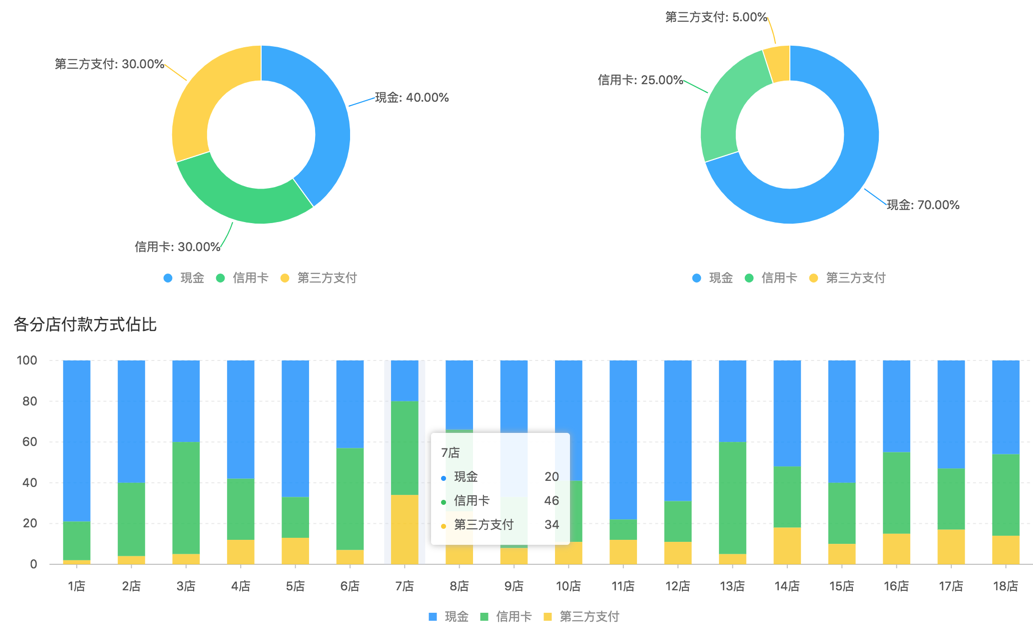 第三方支付: 5.00%
第三方支付: 30.00%
信用卡: 25.00%
現金: 40.00%
現金: 70.00%
信用卡: 30.00%
現金 信用卡 第三方支付
現金 信用卡 第三方支付
各分店付款方式佔比
100
80
60
40
20
0
7店
現金 20
信用卡 46
第三方支付 34
1店 2店 3店 4店 5店 6店 7店 8店 9店 10店 11店 12店 13店 14店 15店 16店 17店 18店
現金 信用卡 第三方支付